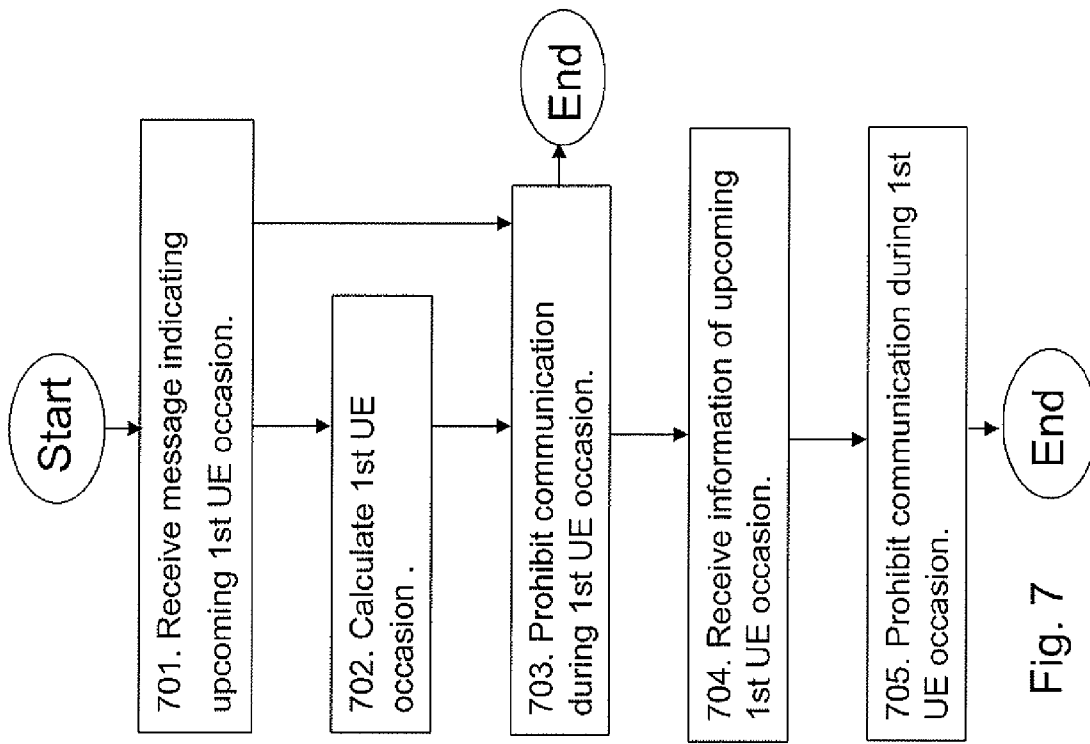 Start
701. Receive message indicating
upcoming 1st UE occasion.
702. Calculate 1st UE
occasion .
703. Prohibit communication
during 1st UE occasion.
End
704. Receive information of upcoming
1st UE occasion.
705. Prohibit communication during 1st
UE occasion.
End
Fig. 7